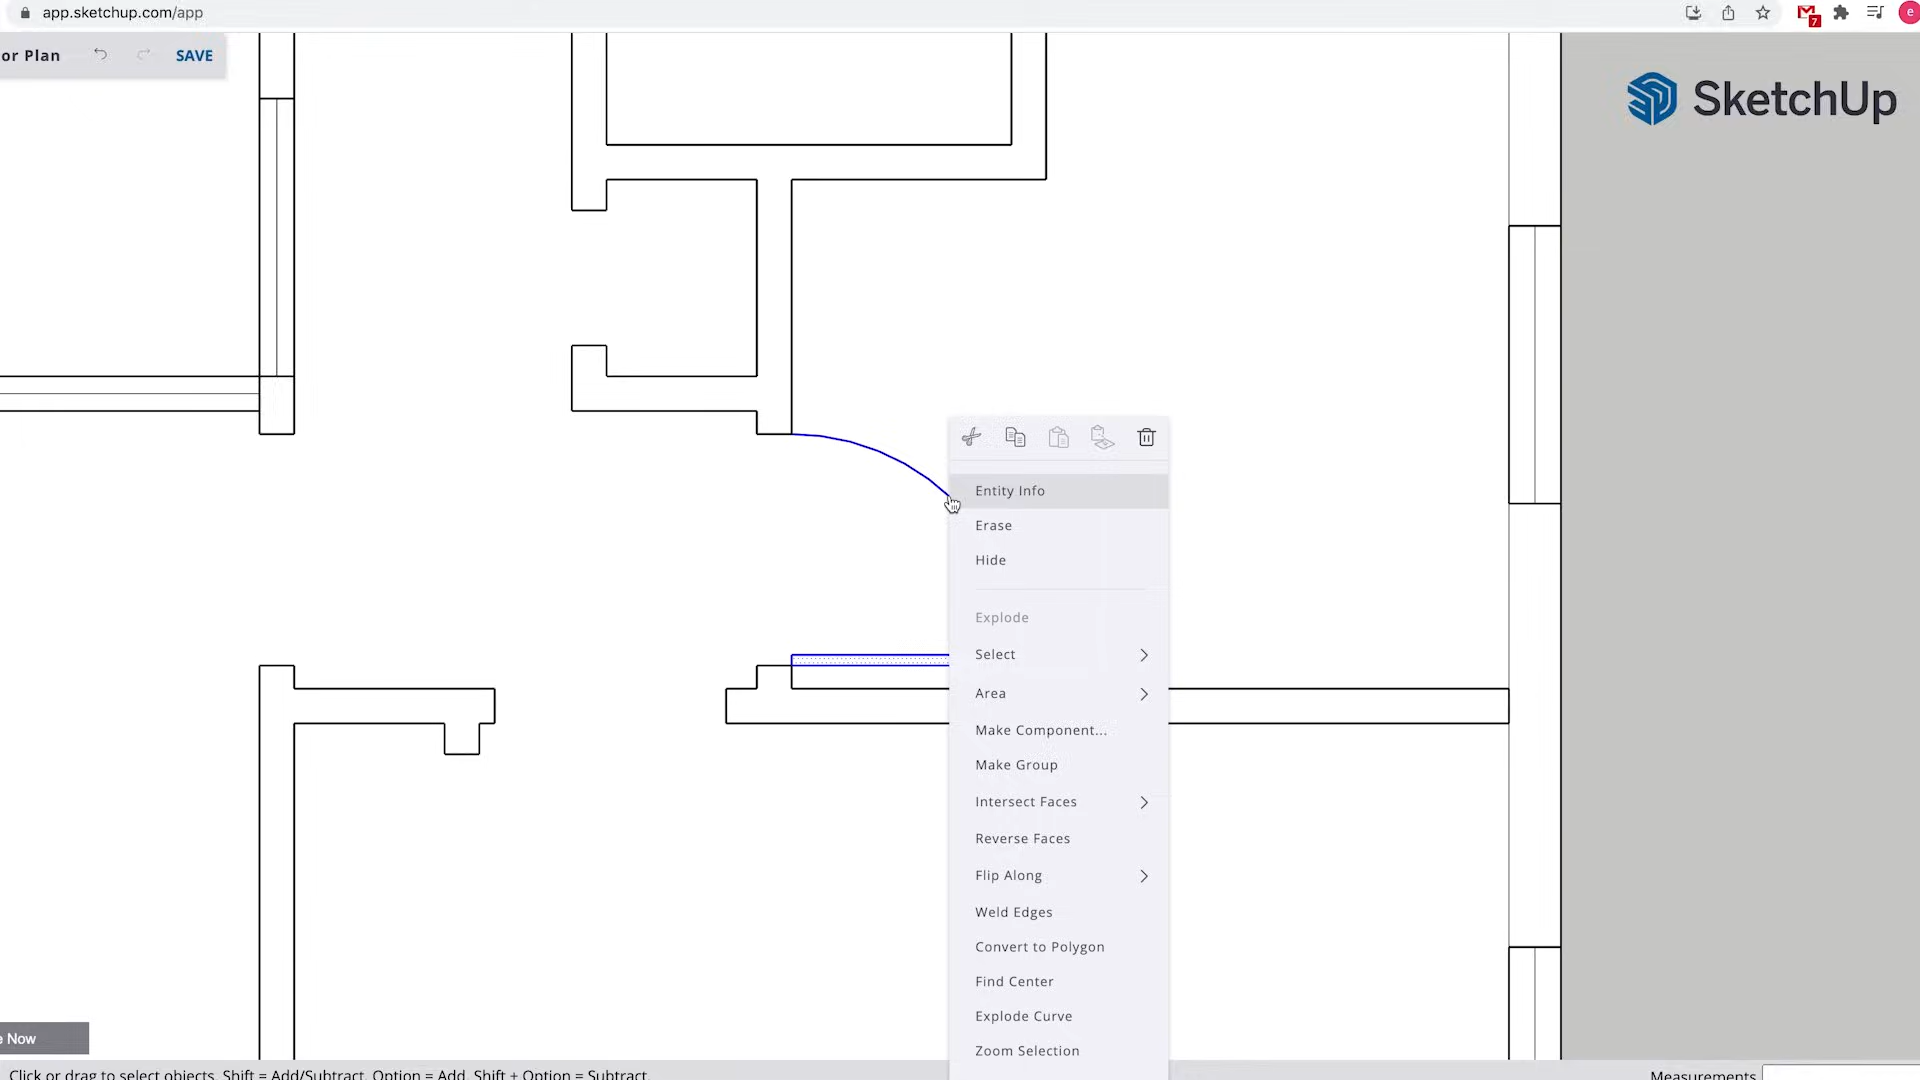 app.sketchup.com/app
7
e
or Plan
SAVE
SketchUp
Entity Info
Erase
Hide
Explode
Select
Area
Make Component...
Make Group
Intersect Faces
Reverse Faces
Flip Along
Weld Edges
Convert to Polygon
Find Center
Explode Curve
Zoom Selection
e Now
Click or drag to select objects. Shift = Add/Subtract. Option = Add. Shift + Option = Subtract.
Measurements